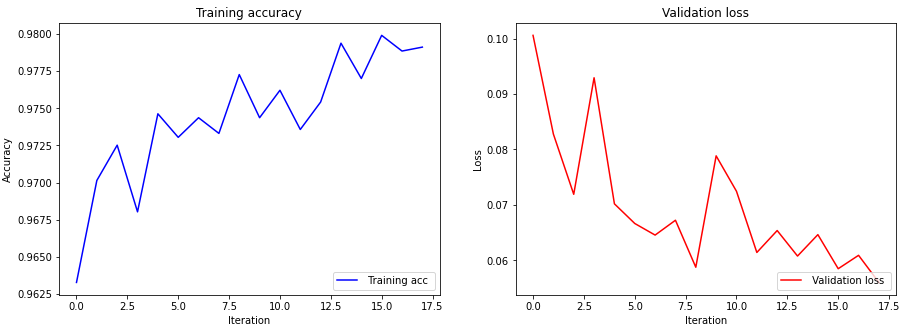 Training accuracy
Accuracy
0.9800
0.9775
0.9750
0.9725
0.9700
0.9675
0.9650
0.9625
Training acc
0.0 2.5 5.0 7.5 10.0 12.5 15.0 17.5
Iteration
Validation loss
Loss
0.10
0.09
0.08
0.07
0.06
Validation loss
0.0 2.5 5.0 7.5 10.0 12.5 15.0 17.5
Iteration